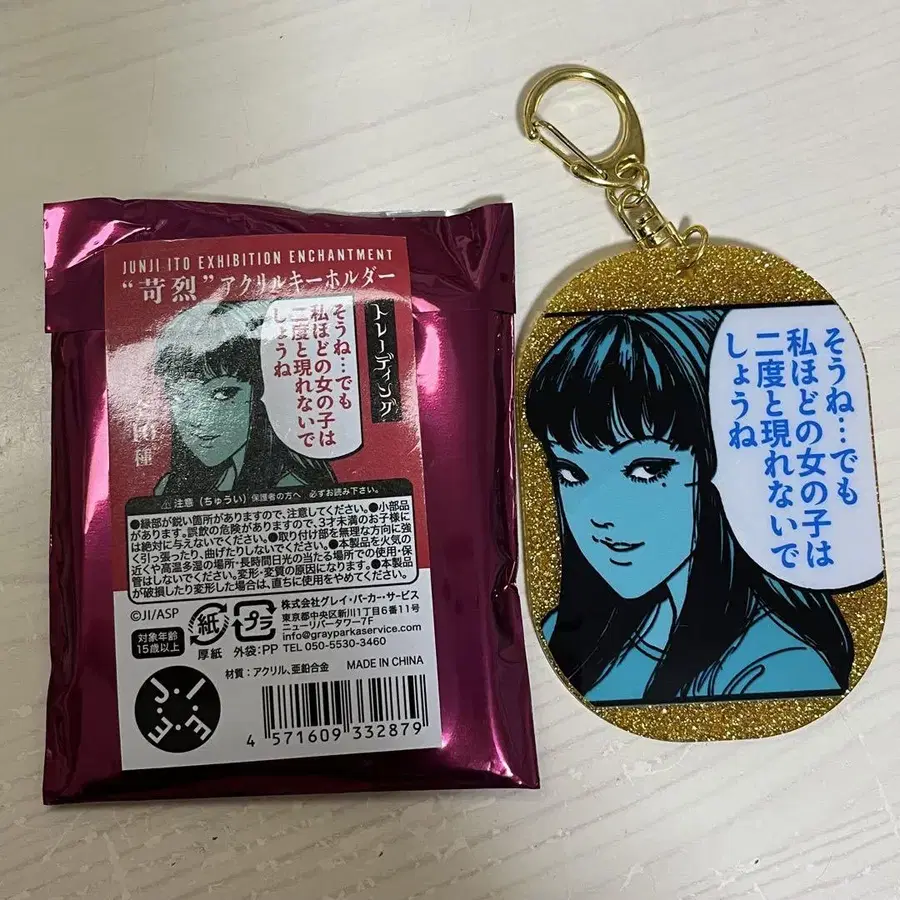 JUNJI ITO EXHIBITION ENCHANTMENT
“苛烈”アクリルキーホルダー
トレーディング
そうね…でも
私ほどの女の子は
二度と現れないで
しょうね
種
⚠注意（ちゅうい）保護者の方へ 必ずお読み下さい。
●縁部が鋭い箇所がありますので、注意してください。●小部品
があります。誤飲の危険がありますので、3才未満のお子様に
は絶対に与えないでください。●取り付け部を無理な方向に強
く引っ張ったり、曲げたりしないでください。●本製品を火気の
近くや高温多湿の場所・長時間日光の当たる場所での使用・保
管はしないでください。変形・変質の原因になります。●本製品
が破損したり変形した場合は、直ちに使用をやめてください。
©JI/ASP
対象年齢
15歳以上
紙
厚紙
プラ
外袋:PP
株式会社グレイ・パーカー・サービス
東京都中央区新川1丁目6番11号
ニューリバータワー7F
info@grayparkaservice.com
TEL 050-5530-3460
材質：アクリル、亜鉛合金 MADE IN CHINA
J・I
E・E
4 571609 332879
そうね…でも
私ほどの女の子は
二度と現れないで
しょうね